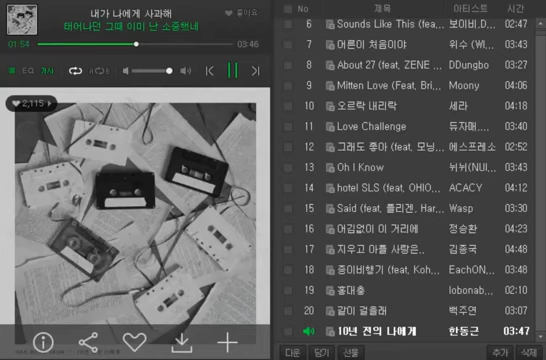 내가 나에게 사과해
좋아요
태어나던 그때 이미 난 소중했네
01:54
03:46
EQ 가사
2,115
No 제목 아티스트 시간
6 Sounds Like This (fea,,, 보이비,D,,, 02:47
7 어른이 처음이야 위수 (WI,,, 03:43
8 About 27 (feat, ZENE ,,, DDungbo 03:27
9 Mitten Love (Feat, Bri,,, Moony 04:06
10 오르락 내리락 세라 04:18
11 Love Challenge 듀자매,,,, 03:40
12 그래도 좋아 (feat, 모닝,,, 에스프레소 02:52
13 Oh I Know 뉘뉘(NUI,,, 03:43
14 hotel SLS (feat, OHIO,,, ACACY 04:12
15 Said (feat, 플리겐, Har,,, Wasp 03:30
16 어김없이 이 거리에 정승환 04:23
17 지우고 아플 사랑은,, 김종국 04:48
18 종이비행기 (feat, Koh,,, EachON,,, 03:48
19 홍대출 lobonab,,, 02:10
20 같이 걸을래 백주연 03:07
10년 전의 나에게 한동근 03:47
다운 담기 선물 추가 삭제